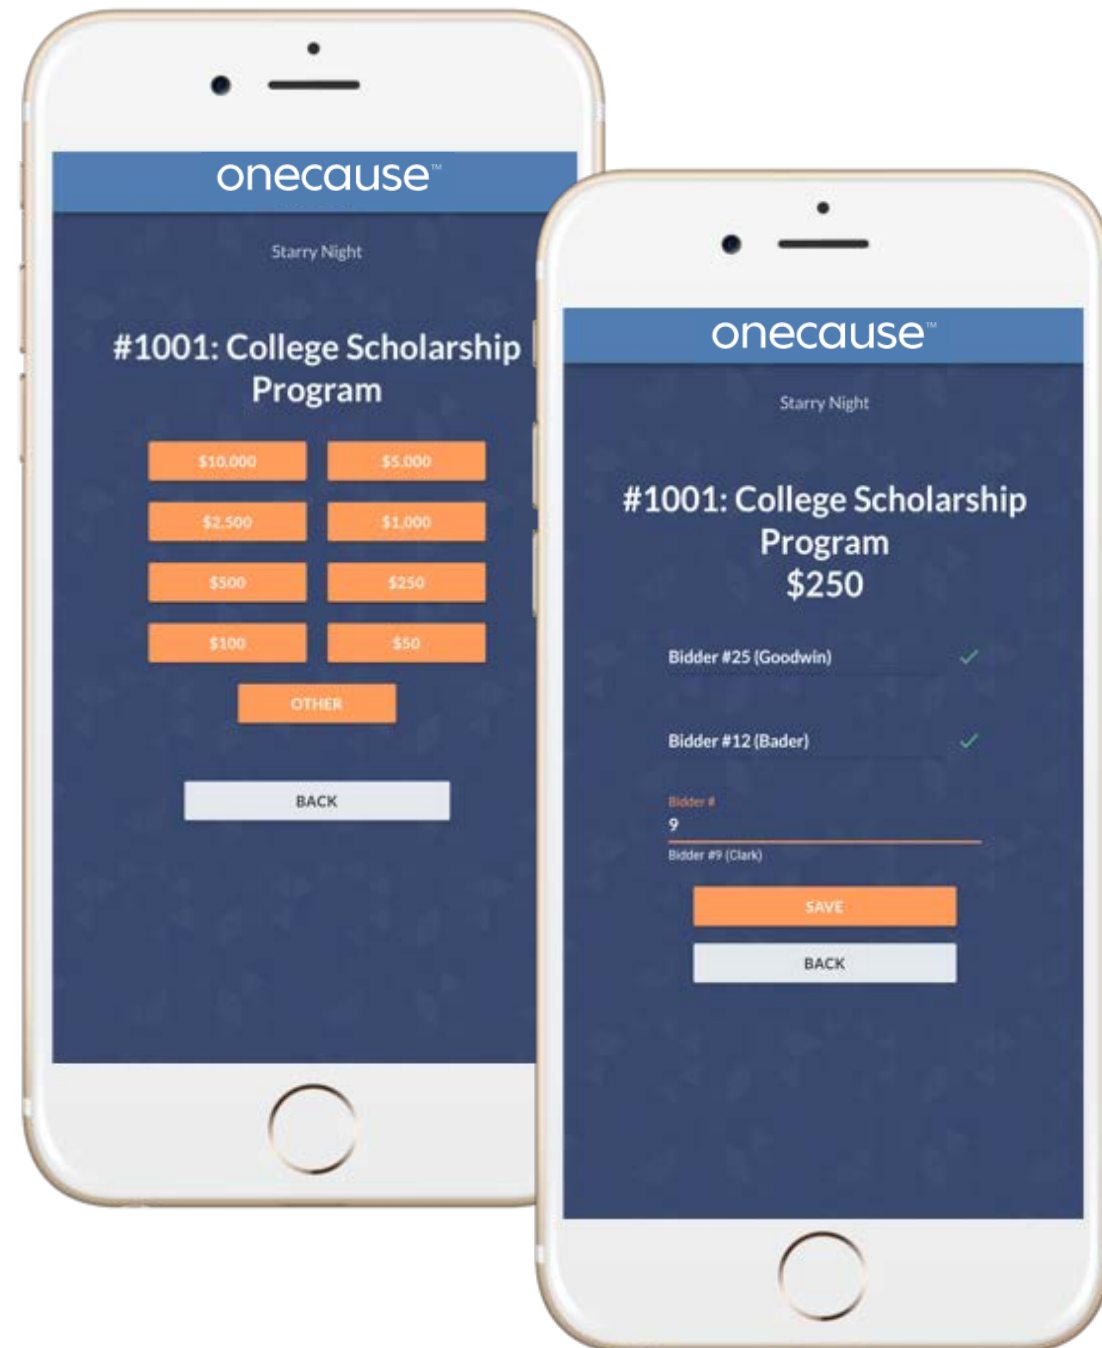 onecause™
Starry Night
#1001: College Scholarship
Program
$10,000
$5,000
$2,500
$1,000
$500
$250
$100
$50
OTHER
BACK
onecause™
Starry Night
#1001: College Scholarship
Program
$250
Bidder #25 (Goodwin)
Bidder #12 (Bader)
Bidder #
9
Bidder #9 (Clark)
SAVE
BACK